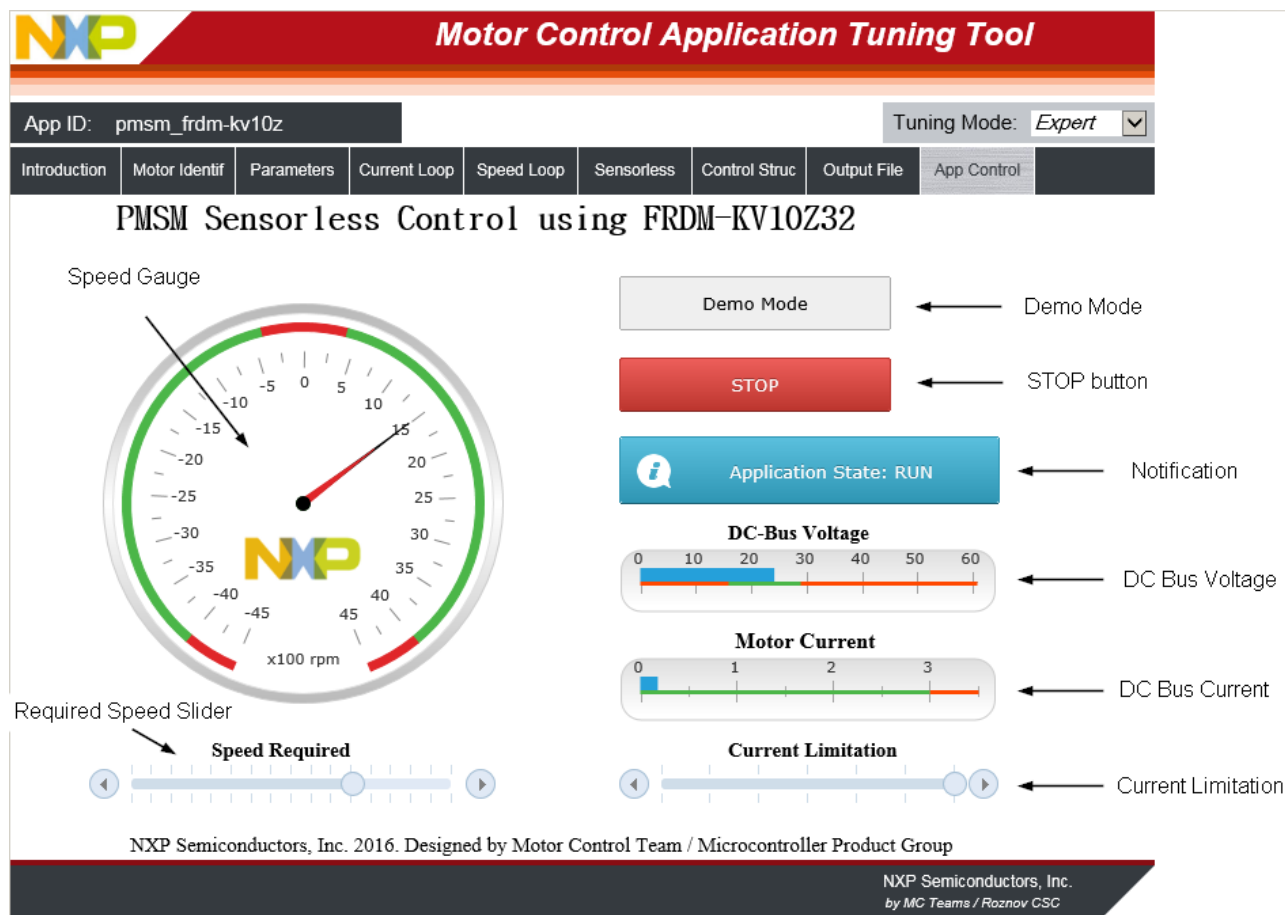 NXP
Motor Control Application Tuning Tool
App ID: pmsm_frdm-kv10z
Tuning Mode: Expert
Introduction Motor Identif Parameters Current Loop Speed Loop Sensorless Control Struc Output File App Control
PMSM Sensorless Control using FRDM-KV10Z32
Speed Gauge
-45 -40 -35 -30 -25 -20 -15 -10 -5 0 5 10 15 20 25 30 35 40 45
NXP
x100 rpm
Demo Mode
Demo Mode
STOP
STOP button
Application State: RUN
Notification
DC-Bus Voltage
0 10 20 30 40 50 60
DC Bus Voltage
Motor Current
0 1 2 3
DC Bus Current
Required Speed Slider
Speed Required
Current Limitation
Current Limitation
NXP Semiconductors, Inc. 2016. Designed by Motor Control Team / Microcontroller Product Group
NXP Semiconductors, Inc.
by MC Teams / Roznov CSC